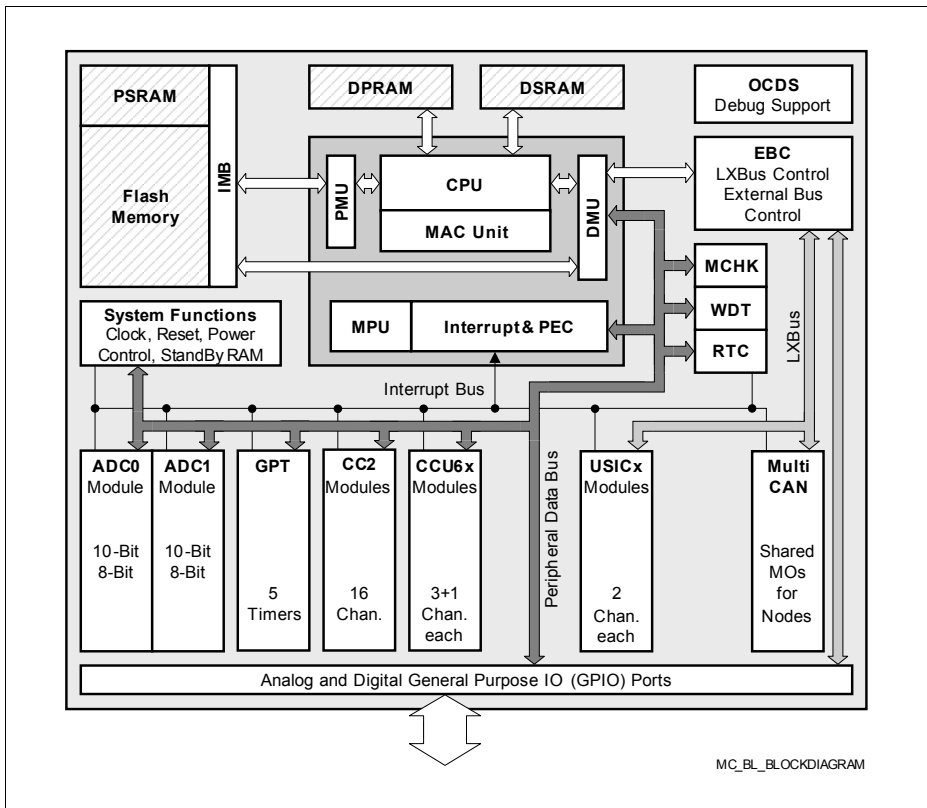 PSRAM
Flash
Memory
IMB
DPRAM
DSRAM
OCDS
Debug Support
PMU
CPU
MAC Unit
DMU
EBC
LXBus Control
External Bus
Control
MCHK
WDT
RTC
LXBus
System Functions
Clock, Reset, Power
Control, StandBy RAM
MPU
Interrupt & PEC
Interrupt Bus
ADC0
Module
10-Bit
8-Bit
ADC1
Module
10-Bit
8-Bit
GPT
5
Timers
CC2
Modules
16
Chan.
CCU6x
Modules
3+1
Chan.
each
Peripheral Data Bus
USICx
Modules
2
Chan.
each
Multi
CAN
Shared
MOs
for
Nodes
Analog and Digital General Purpose IO (GPIO) Ports
MC_BL_BLOCKDIAGRAM